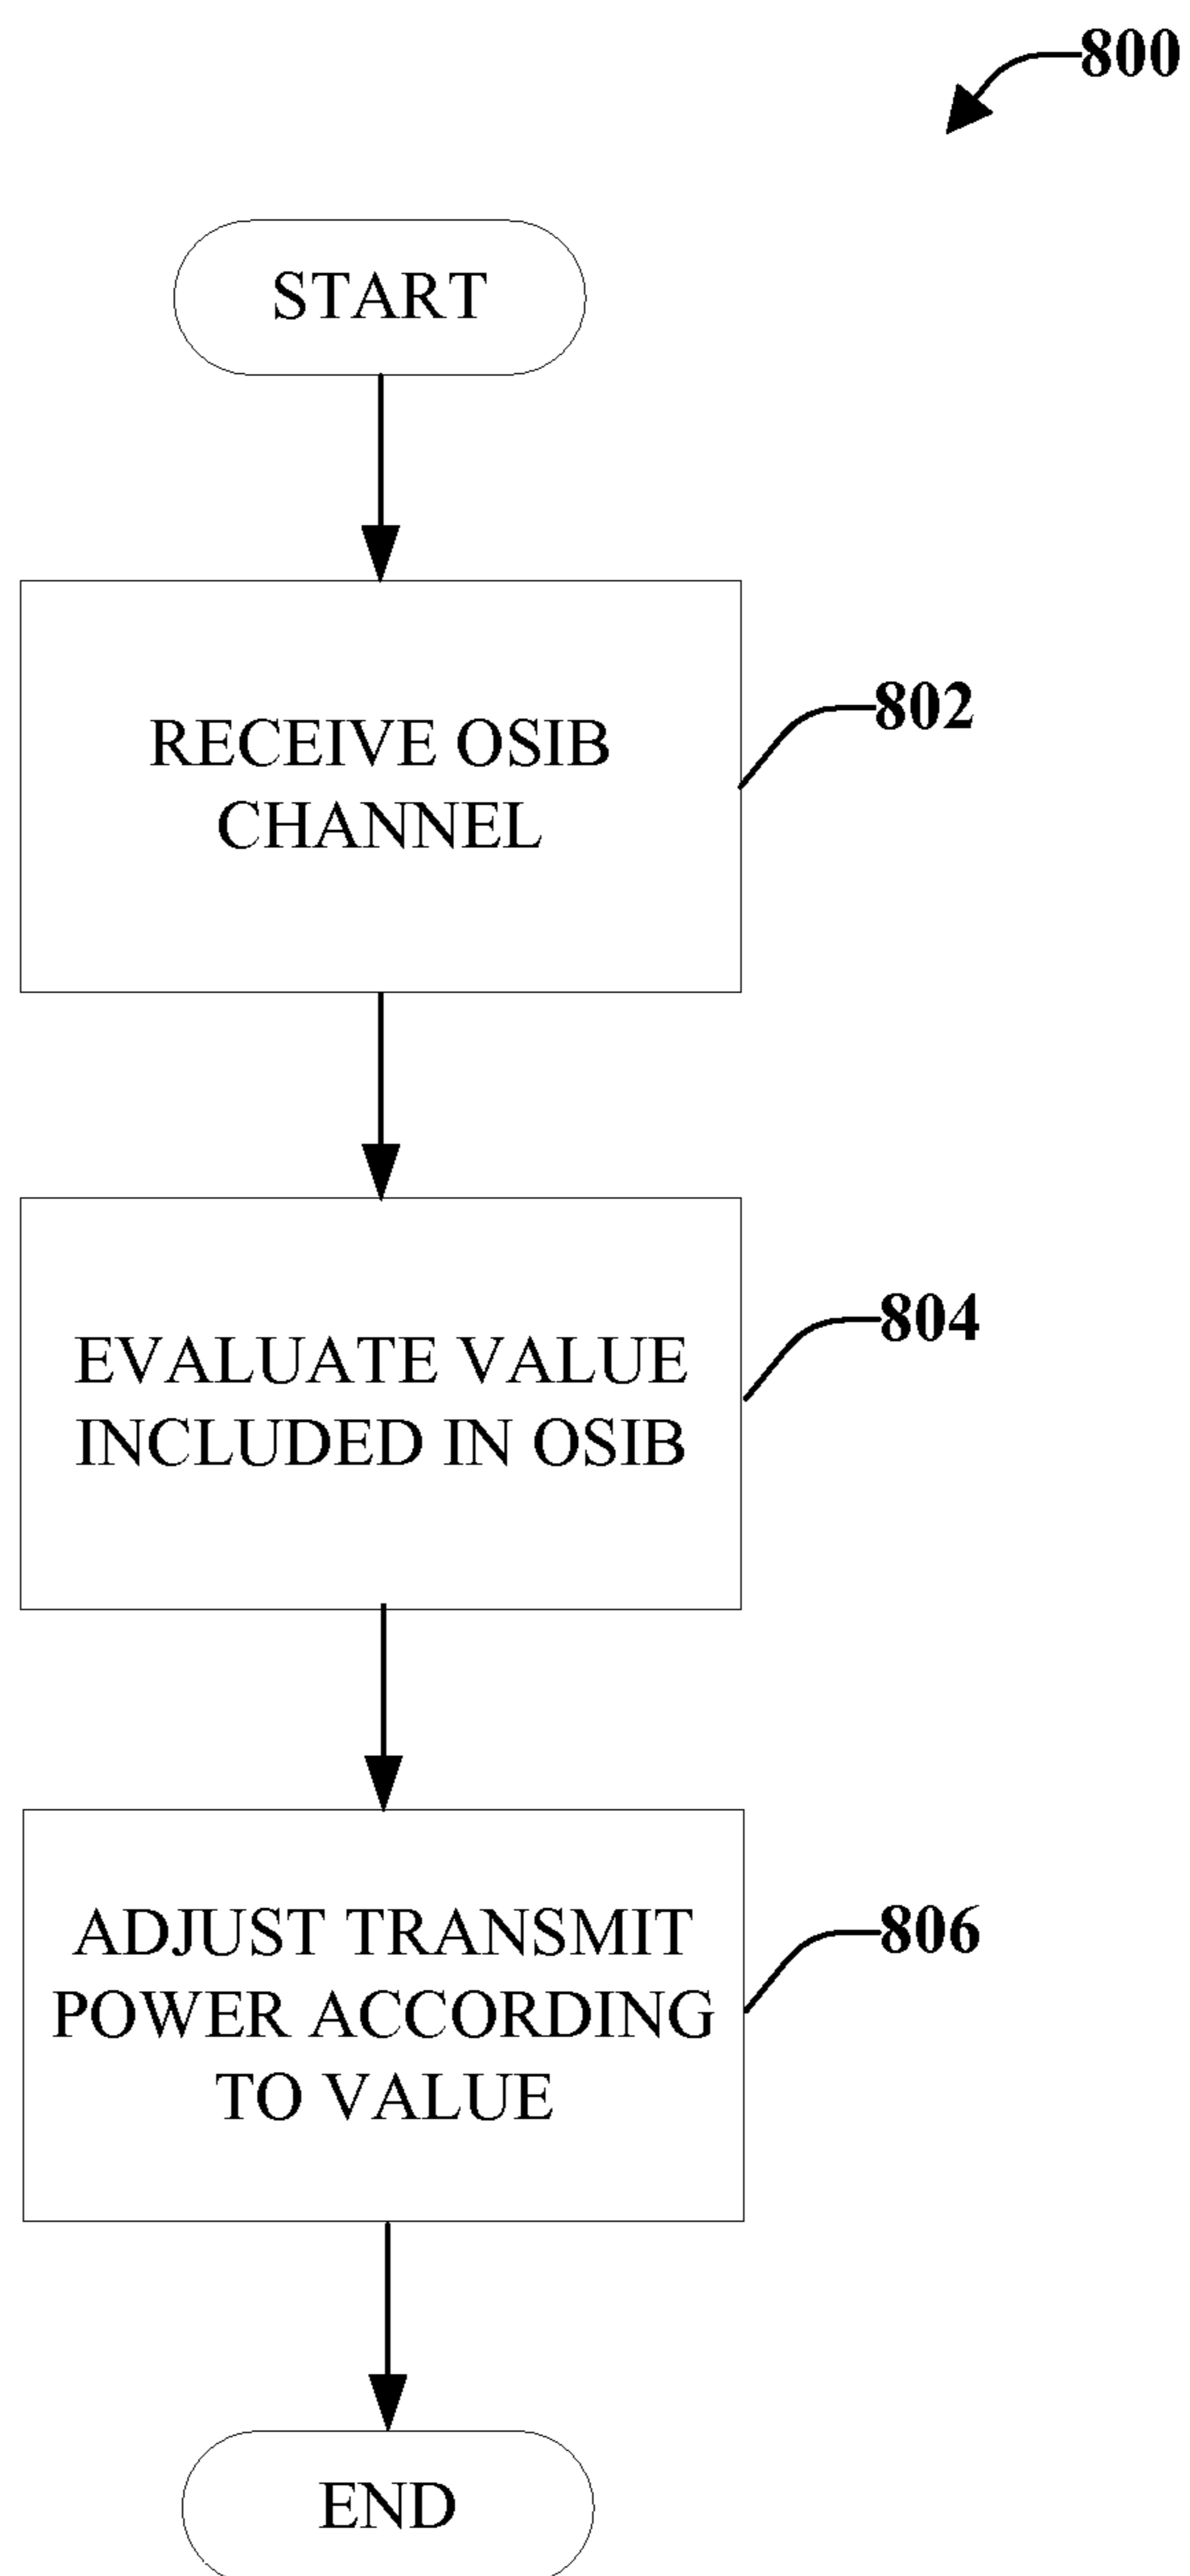 800
START
RECEIVE OSIB
CHANNEL
802
EVALUATE VALUE
INCLUDED IN OSIB
804
ADJUST TRANSMIT
POWER ACCORDING
TO VALUE
806
END